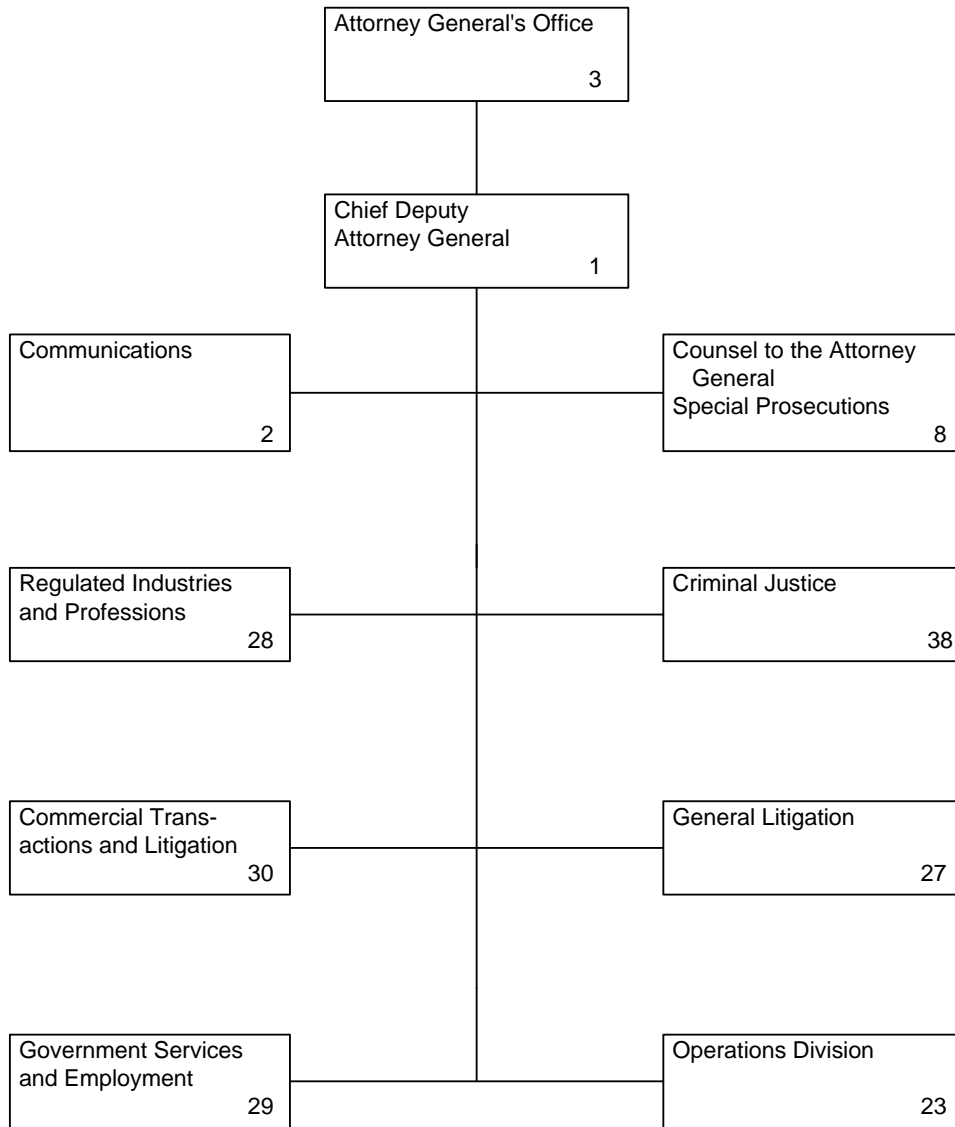 Attorney General's Office
3
Chief Deputy
Attorney General
1
Communications
2
Counsel to the Attorney
General
Special Prosecutions
8
Regulated Industries
and Professions
28
Criminal Justice
38
Commercial Trans-
actions and Litigation
30
General Litigation
27
Government Services
and Employment
29
Operations Division
23